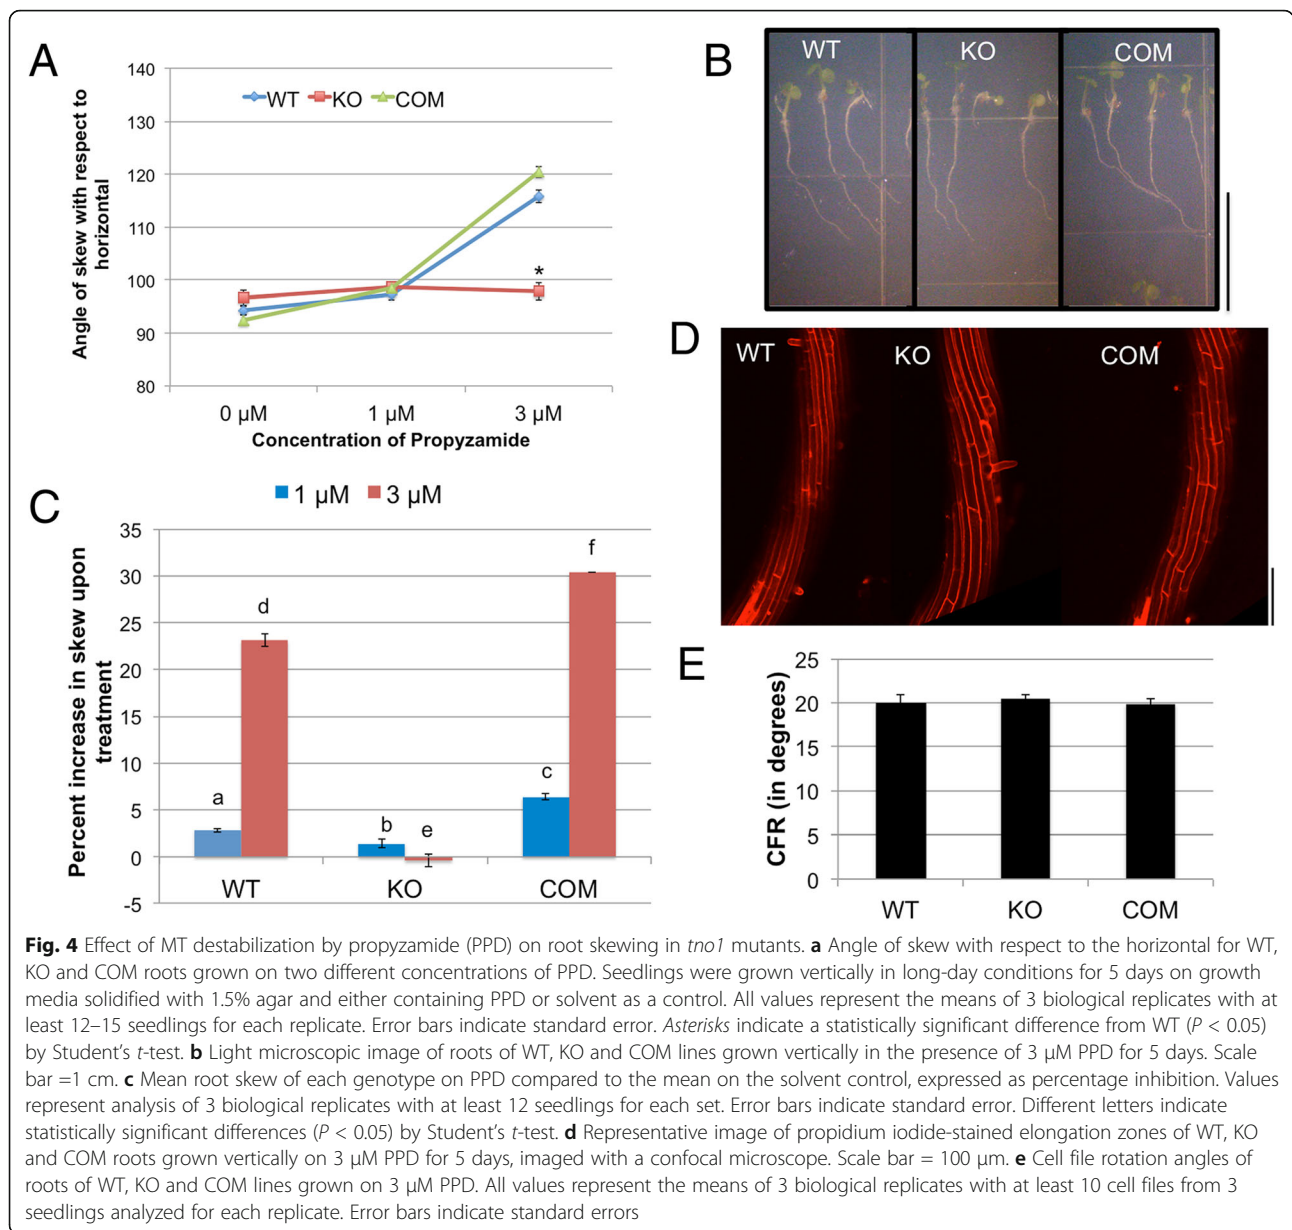 A
Angle of skew with respect to
horizontal
140
130
120
110
100
90
80
WT KO COM
*
0 µM 1 µM 3 µM
Concentration of Propyzamide
B
WT KO COM
C
1 µM 3 µM
Percent increase in skew upon
treatment
35
30
25
20
15
10
5
0
-5
a d b e c f
WT KO COM
D
WT KO COM
E
CFR (in degrees)
25
20
15
10
5
0
WT KO COM
Fig. 4 Effect of MT destabilization by propyzamide (PPD) on root skewing in tno1 mutants. a Angle of skew with respect to the horizontal for WT,
KO and COM roots grown on two different concentrations of PPD. Seedlings were grown vertically in long-day conditions for 5 days on growth
media solidified with 1.5% agar and either containing PPD or solvent as a control. All values represent the means of 3 biological replicates with at
least 12–15 seedlings for each replicate. Error bars indicate standard error. Asterisks indicate a statistically significant difference from WT (P < 0.05)
by Student's t-test. b Light microscopic image of roots of WT, KO and COM lines grown vertically in the presence of 3 µM PPD for 5 days. Scale
bar =1 cm. c Mean root skew of each genotype on PPD compared to the mean on the solvent control, expressed as percentage inhibition. Values
represent analysis of 3 biological replicates with at least 12 seedlings for each set. Error bars indicate standard error. Different letters indicate
statistically significant differences (P < 0.05) by Student's t-test. d Representative image of propidium iodide-stained elongation zones of WT, KO
and COM roots grown vertically on 3 µM PPD for 5 days, imaged with a confocal microscope. Scale bar = 100 µm. e Cell file rotation angles of
roots of WT, KO and COM lines grown on 3 µM PPD. All values represent the means of 3 biological replicates with at least 10 cell files from 3
seedlings analyzed for each replicate. Error bars indicate standard errors